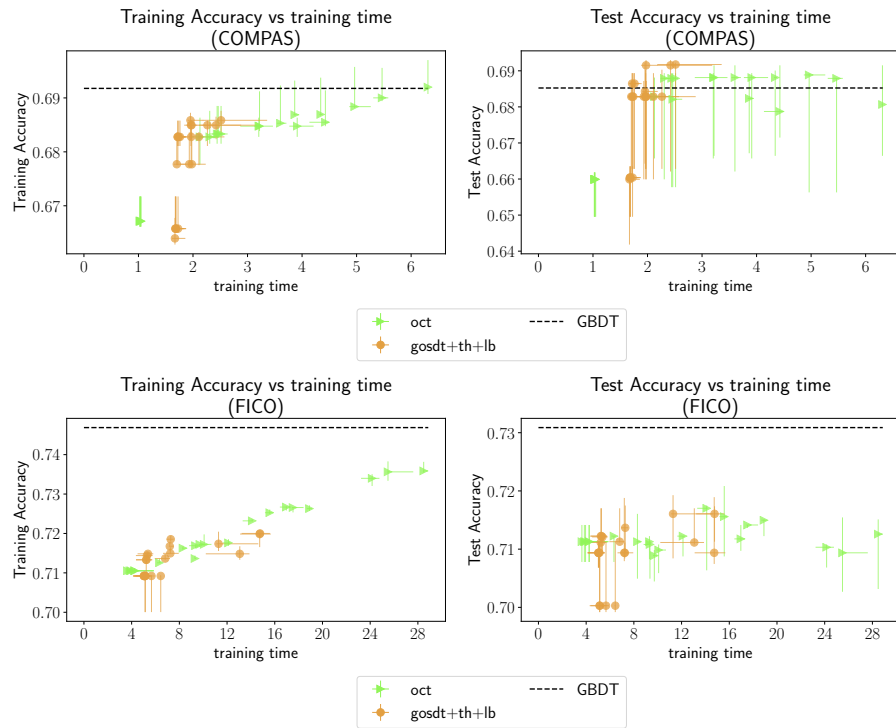 Training Accuracy vs training time
(COMPAS)
Training Accuracy
0.69
0.68
0.67
0 1 2 3 4 5 6
training time
Test Accuracy vs training time
(COMPAS)
Test Accuracy
0.69
0.68
0.67
0.66
0.65
0.64
0 1 2 3 4 5 6
training time
oct
gosdt+th+lb
GBDT
Training Accuracy vs training time
(FICO)
Training Accuracy
0.74
0.73
0.72
0.71
0.70
0 4 8 12 16 20 24 28
training time
Test Accuracy vs training time
(FICO)
Test Accuracy
0.73
0.72
0.71
0.70
0 4 8 12 16 20 24 28
training time
oct
gosdt+th+lb
GBDT